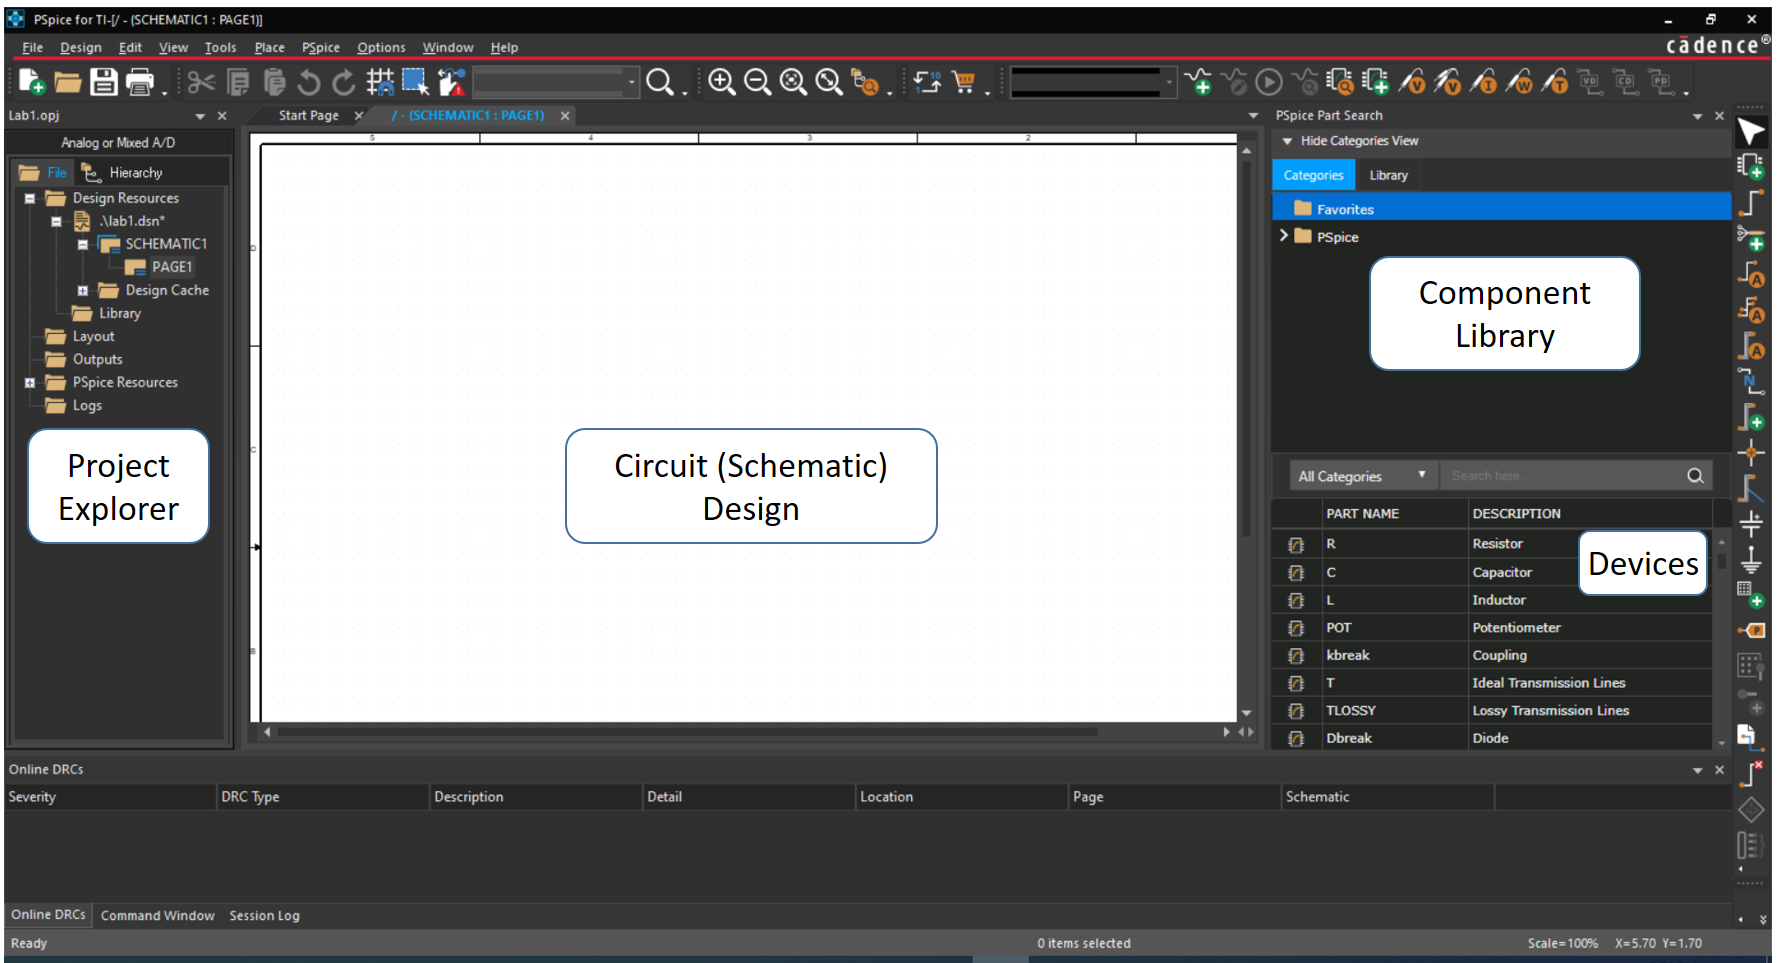 PSpice for TI-[/ - (SCHEMATIC1 : PAGE1)]
File Design Edit View Tools Place PSpice Options Window Help
cādence®
Lab1.opj
Start Page
/ - (SCHEMATIC1 : PAGE1)
PSpice Part Search
Analog or Mixed A/D
Hide Categories View
File Hierarchy
Categories Library
Design Resources
.\lab1.dsn*
SCHEMATIC1
PAGE1
Design Cache
Library
Layout
Outputs
PSpice Resources
Logs
Project
Explorer
5 4 3 2
D
C
B
Circuit (Schematic)
Design
Favorites
PSpice
Component
Library
All Categories Search here...
PART NAME DESCRIPTION
R Resistor
C Capacitor
L Inductor
POT Potentiometer
kbreak Coupling
T Ideal Transmission Lines
TLOSSY Lossy Transmission Lines
Dbreak Diode
Devices
Online DRCs
Severity DRC Type Description Detail Location Page Schematic
Online DRCs Command Window Session Log
Ready 0 items selected Scale=100% X=5.70 Y=1.70